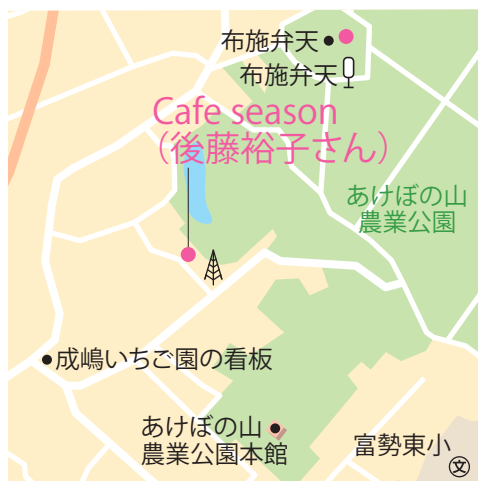 布施弁天
布施弁天
Cafe season
(後藤裕子さん)
あけぼの山
農業公園
成嶋いちご園の看板
あけぼの山
農業公園本館
富勢東小
文